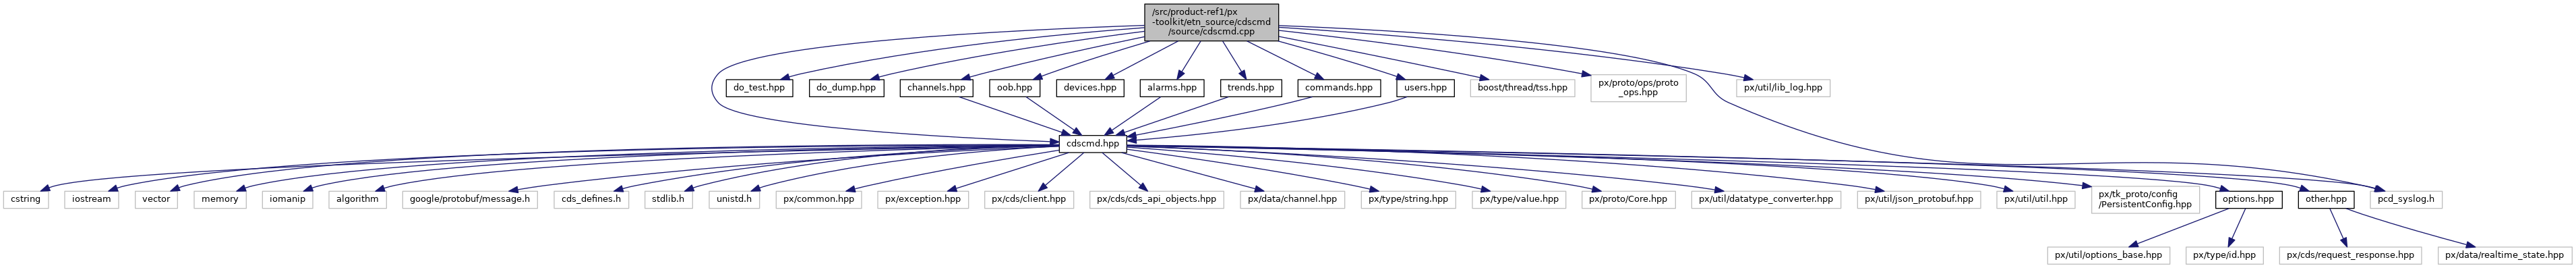 /src/product-ref1/px
-toolkit/etn_source/cdscmd
/source/cdscmd.cpp
do_test.hpp
do_dump.hpp
channels.hpp
oob.hpp
devices.hpp
alarms.hpp
trends.hpp
commands.hpp
users.hpp
boost/thread/tss.hpp
px/proto/ops/proto
_ops.hpp
px/util/lib_log.hpp
cdscmd.hpp
cstring
iostream
vector
memory
iomanip
algorithm
google/protobuf/message.h
cds_defines.h
stdlib.h
unistd.h
px/common.hpp
px/exception.hpp
px/cds/client.hpp
px/cds/cds_api_objects.hpp
px/data/channel.hpp
px/type/string.hpp
px/type/value.hpp
px/proto/Core.hpp
px/util/datatype_converter.hpp
px/util/json_protobuf.hpp
px/util/util.hpp
px/tk_proto/config
/PersistentConfig.hpp
options.hpp
other.hpp
pcd_syslog.h
px/util/options_base.hpp
px/type/id.hpp
px/cds/request_response.hpp
px/data/realtime_state.hpp